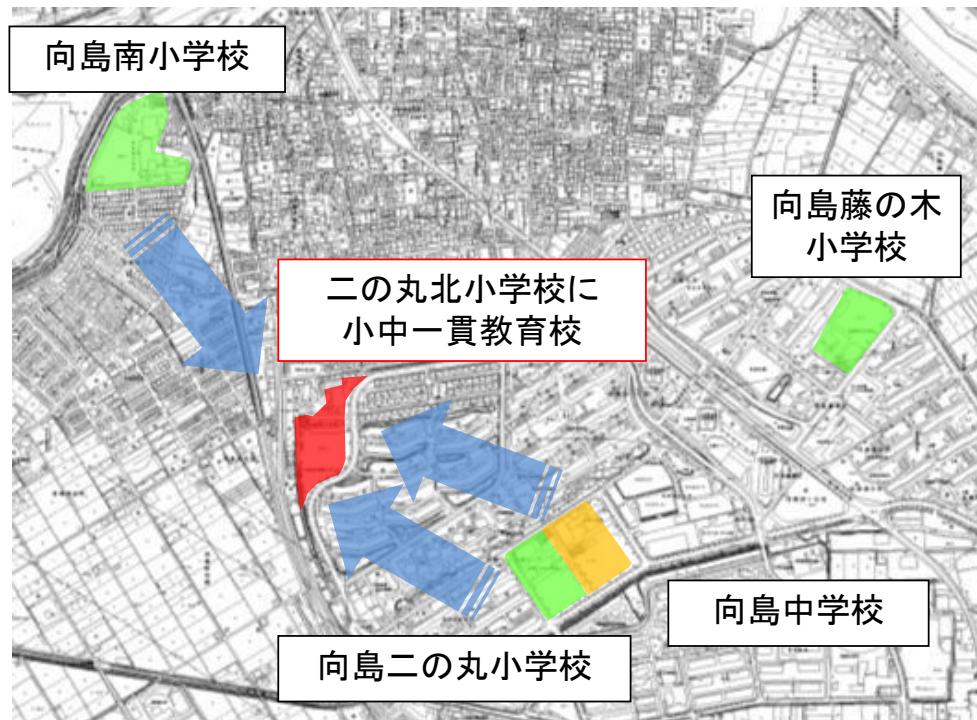 向島南小学校
向島藤の木
小学校
二の丸北小学校に
小中一貫教育校
向島中学校
向島二の丸小学校